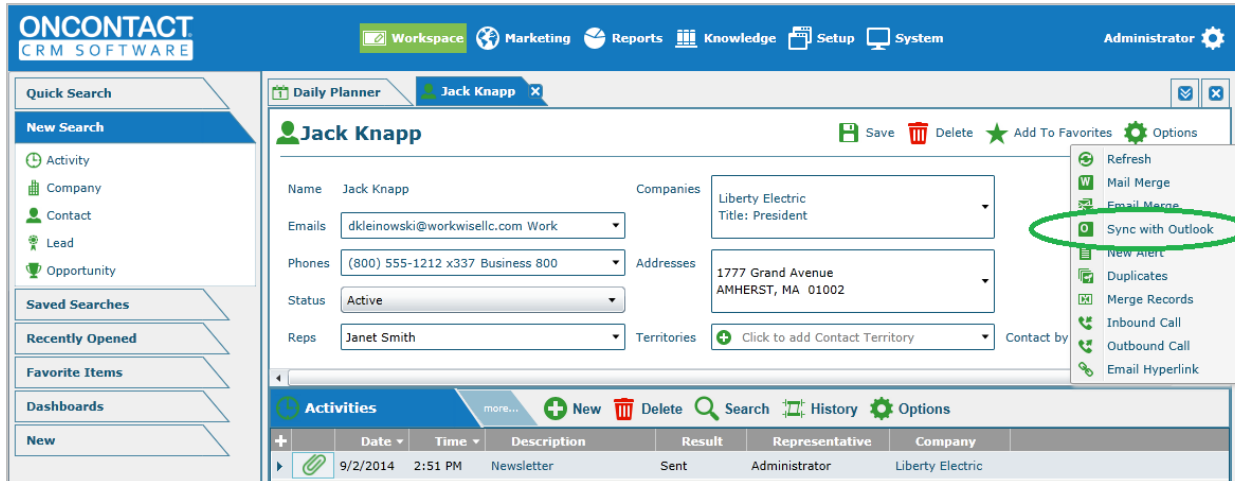 ONCONTACT
CRM SOFTWARE
Workspace Marketing Reports Knowledge Setup System Administrator
Quick Search
New Search
Activity
Company
Contact
Lead
Opportunity
Saved Searches
Recently Opened
Favorite Items
Dashboards
New
1 Daily Planner Jack Knapp X
Jack Knapp Save Delete Add To Favorites Options
Name Jack Knapp
Emails dkleinowski@workwisellc.com Work
Phones (800) 555-1212 x337 Business 800
Status Active
Reps Janet Smith
Companies Liberty Electric
Title: President
Addresses 1777 Grand Avenue
AMHERST, MA 01002
Territories Click to add Contact Territory
Contact by
Refresh
W Mail Merge
Email Merge
O Sync with Outlook
New Alert
Duplicates
Merge Records
Inbound Call
Outbound Call
Email Hyperlink
Activities more... New Delete Search History Options
Date Time Description Result Representative Company
9/2/2014 2:51 PM Newsletter Sent Administrator Liberty Electric